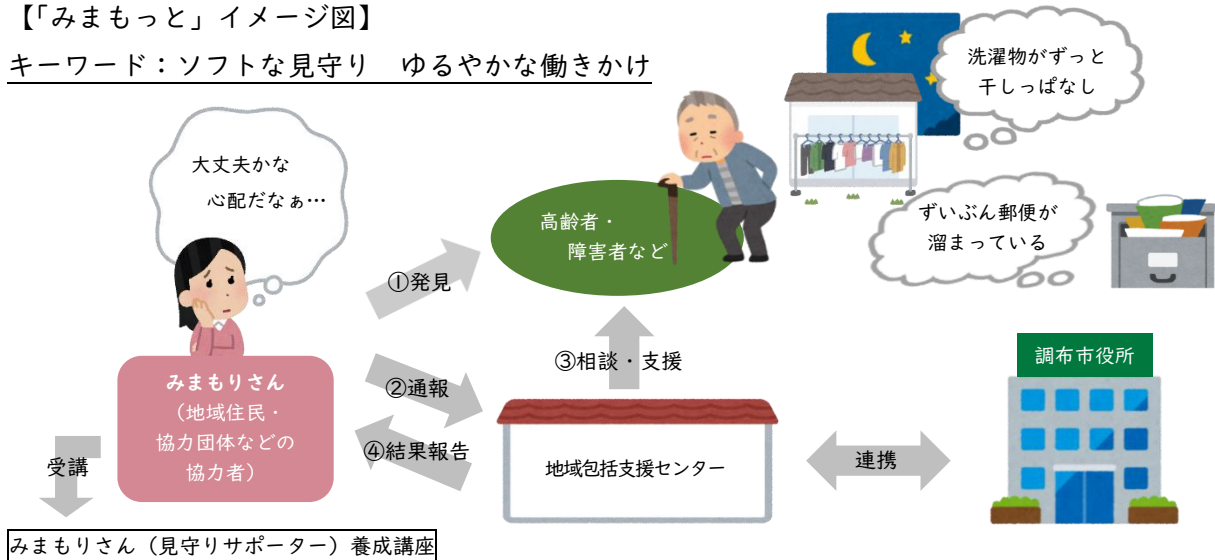 【「みまもっと」イメージ図】
キーワード：ソフトな見守り　ゆるやかな働きかけ
洗濯物がずっと
干しっぱなし
大丈夫かな
心配だなぁ…
ずいぶん郵便が
溜まっている
高齢者・
障害者など
①発見
②通報
③相談・支援
④結果報告
みまもりさん
（地域住民・
協力団体などの
協力者）
受講
地域包括支援センター
連携
調布市役所
みまもりさん（見守りサポーター）養成講座